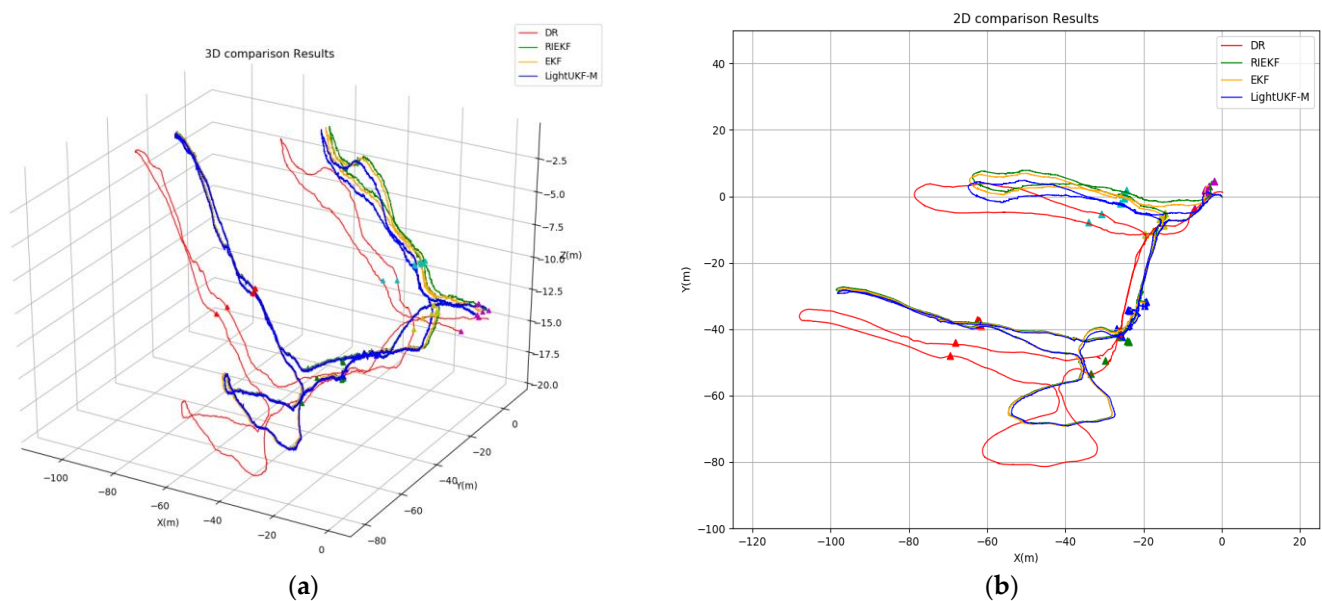 3D comparison Results
DR
RIEKF
EKF
LightUKF-M
−2.5
−5.0
−7.5
−10.0
Z(m)
−12.5
−15.0
−17.5
−20.0
0
−20
−40
Y(m)
−60
−80
−100
−80
−60
X(m)
−40
−20
0
(a)
2D comparison Results
DR
RIEKF
EKF
LightUKF-M
40
20
0
−20
−40
−60
−80
−100
Y(m)
−120
−100
−80
−60
−40
−20
0
20
X(m)
(b)